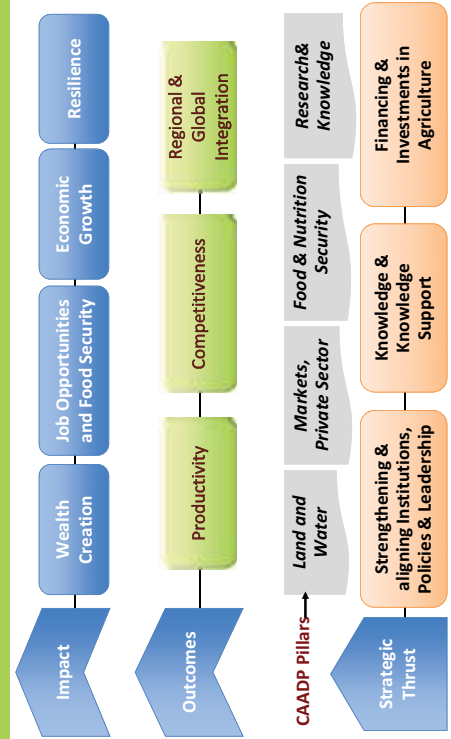 Impact
Wealth
Creation
Job Opportunities
and Food Security
Economic
Growth
Resilience
Outcomes
Productivity
Competitiveness
Regional &
Global
Integration
CAADP Pillars
Land and
Water
Markets,
Private Sector
Food & Nutrition
Security
Research&
Knowledge
Strategic
Thrust
Strengthening &
aligning Institutions,
Policies & Leadership
Knowledge &
Knowledge
Support
Financing &
Investments in
Agriculture